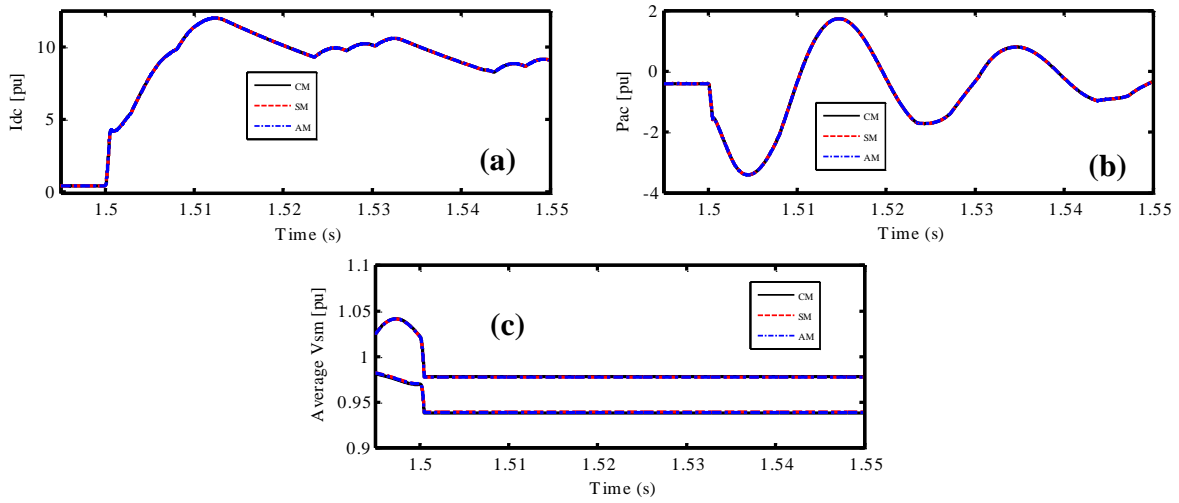 Idc [pu]
10
5
0
CM
SM
AM
(a)
1.5 1.51 1.52 1.53 1.54 1.55
Time (s)
Pac [pu]
2
0
-2
-4
CM
SM
AM
(b)
1.5 1.51 1.52 1.53 1.54 1.55
Time (s)
Average Vsm [pu]
1.1
1.05
1
0.95
0.9
(c)
CM
SM
AM
1.5 1.51 1.52 1.53 1.54 1.55
Time (s)